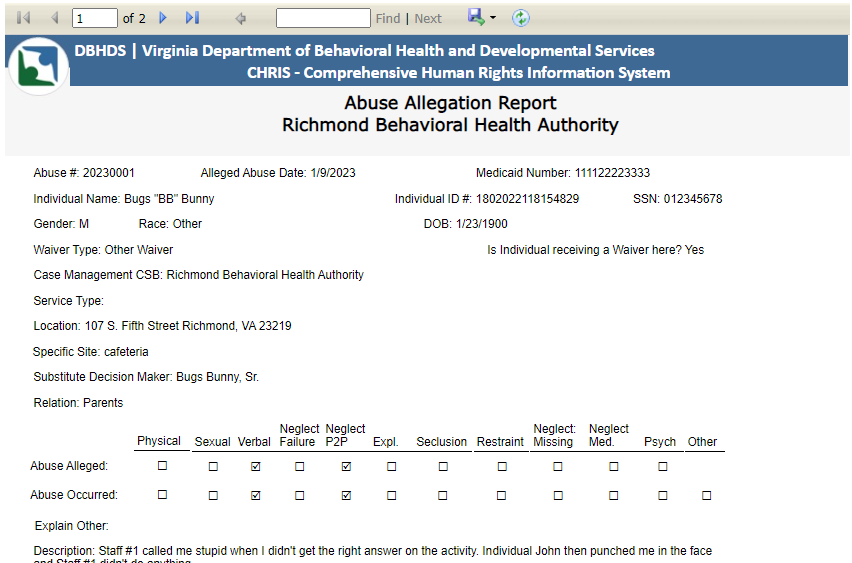 1 of 2 Find | Next
DBHDS | Virginia Department of Behavioral Health and Developmental Services
CHRIS - Comprehensive Human Rights Information System
Abuse Allegation Report
Richmond Behavioral Health Authority
Abuse #: 20230001 Alleged Abuse Date: 1/9/2023 Medicaid Number: 111122223333
Individual Name: Bugs "BB" Bunny Individual ID #: 1802022118154829 SSN: 012345678
Gender: M Race: Other DOB: 1/23/1900
Waiver Type: Other Waiver Is Individual receiving a Waiver here? Yes
Case Management CSB: Richmond Behavioral Health Authority
Service Type:
Location: 107 S. Fifth Street Richmond, VA 23219
Specific Site: cafeteria
Substitute Decision Maker: Bugs Bunny, Sr.
Relation: Parents
Neglect Neglect Neglect: Neglect
Physical Sexual Verbal Failure P2P Expl. Seclusion Restraint Missing Med. Psych Other
Abuse Alleged: ☐ ☐ ☑ ☐ ☑ ☐ ☐ ☐ ☐ ☐ ☐
Abuse Occurred: ☐ ☐ ☑ ☐ ☑ ☐ ☐ ☐ ☐ ☐ ☐ ☐
Explain Other:
Description: Staff #1 called me stupid when I didn't get the right answer on the activity. Individual John then punched me in the face
and Staff #1 didn't do anything